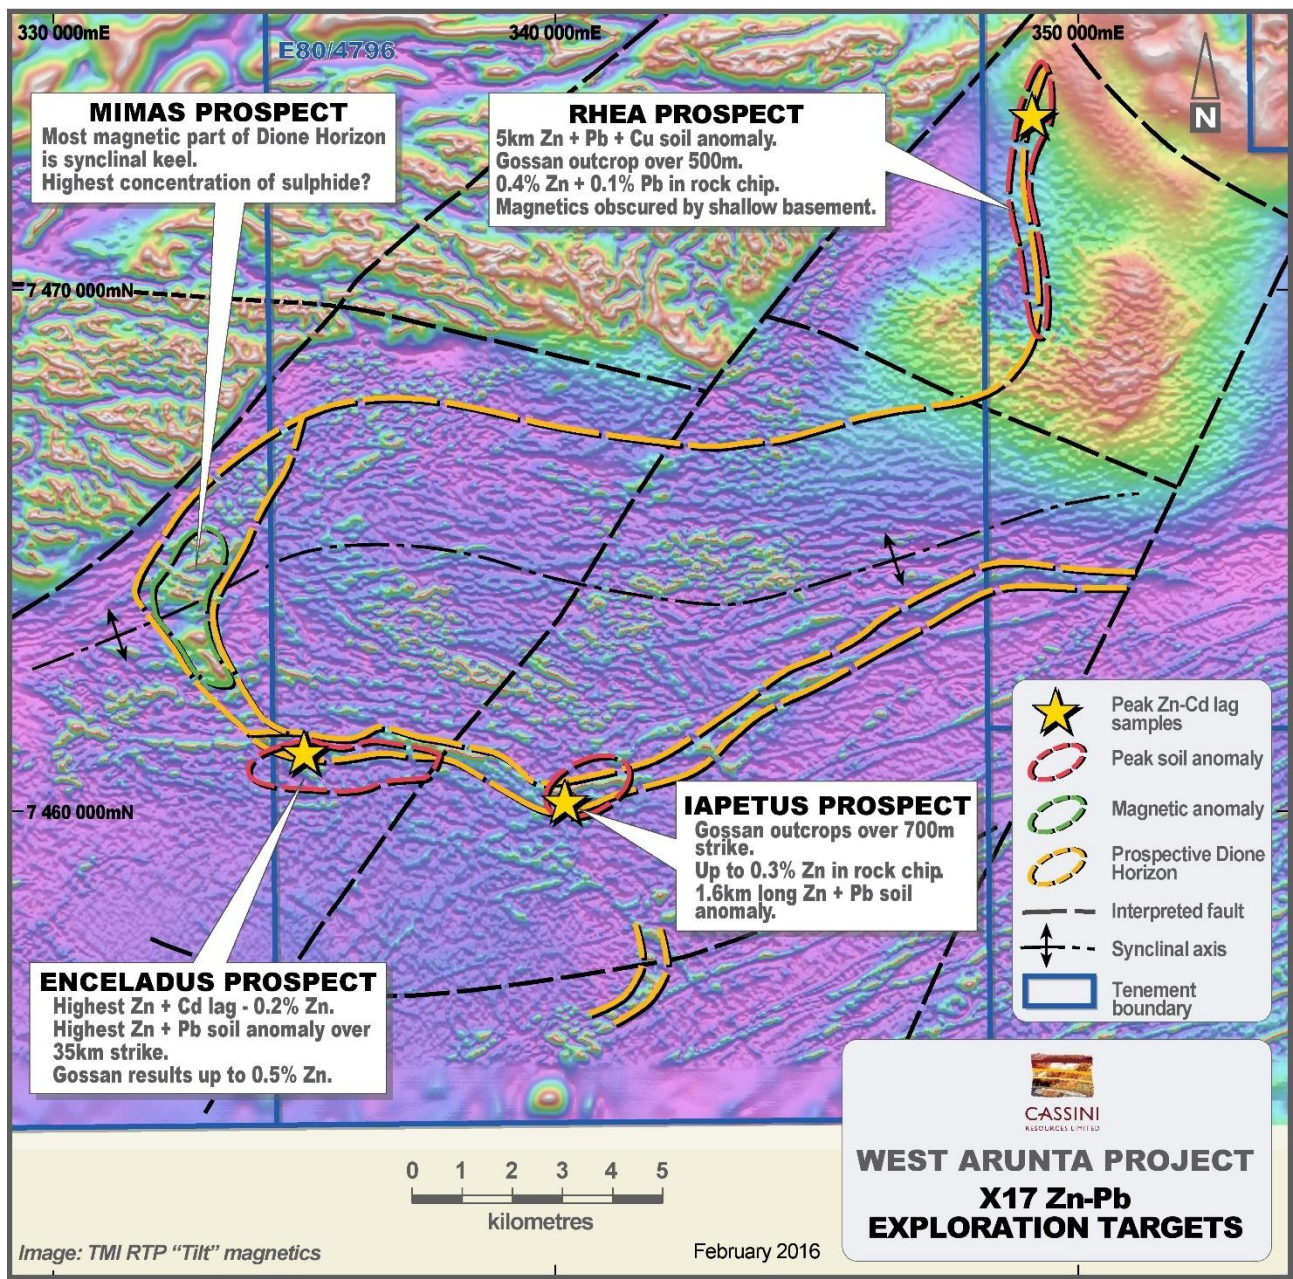 330 000mE
340 000mE
350 000mE
E80/4796
MIMAS PROSPECT
Most magnetic part of Dione Horizon
is synclinal keel.
Highest concentration of sulphide?
RHEA PROSPECT
5km Zn + Pb + Cu soil anomaly.
Gossan outcrop over 500m.
0.4% Zn + 0.1% Pb in rock chip.
Magnetics obscured by shallow basement.
N
7 470 000mN
7 460 000mN
IAPETUS PROSPECT
Gossan outcrops over 700m
strike.
Up to 0.3% Zn in rock chip.
1.6km long Zn + Pb soil
anomaly.
ENCELADUS PROSPECT
Highest Zn + Cd lag - 0.2% Zn.
Highest Zn + Pb soil anomaly over
35km strike.
Gossan results up to 0.5% Zn.
Peak Zn-Cd lag
samples
Peak soil anomaly
Magnetic anomaly
Prospective Dione
Horizon
Interpreted fault
Synclinal axis
Tenement
boundary
CASSINI
RESOURCES LIMITED
WEST ARUNTA PROJECT
X17 Zn-Pb
EXPLORATION TARGETS
0 1 2 3 4 5
kilometres
Image: TMI RTP “Tilt” magnetics
February 2016